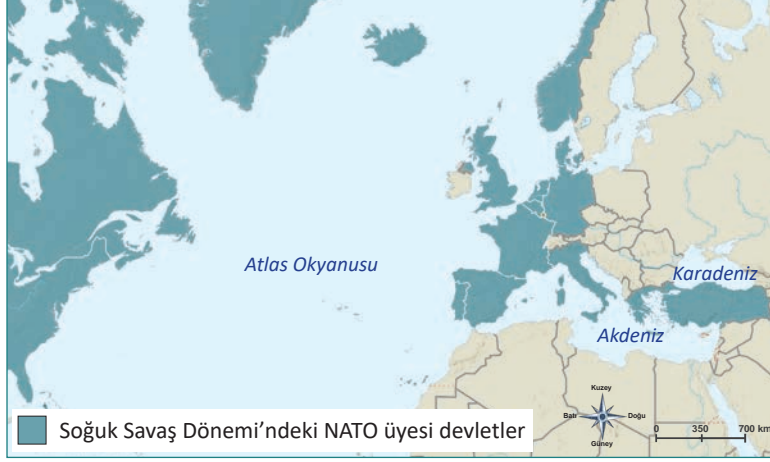 Atlas Okyanusu
Karadeniz
Akdeniz
Kuzey
Batı
Doğu
Güney
0 350 700 km
Soğuk Savaş Dönemi’ndeki NATO üyesi devletler